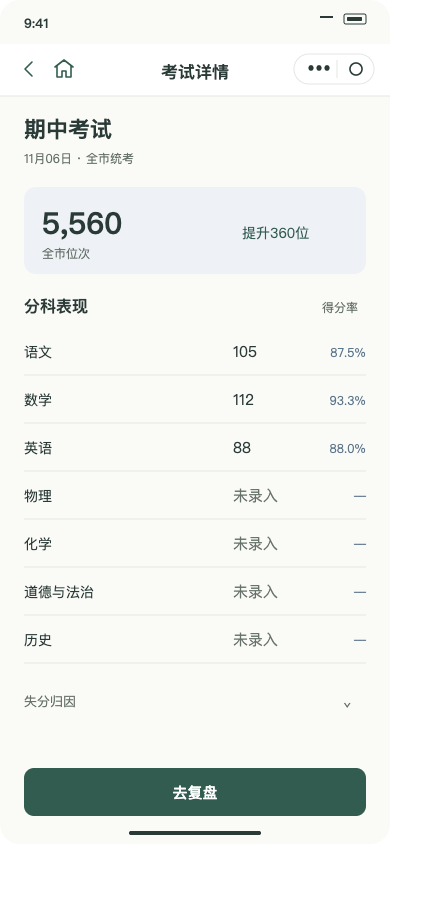 9:41
考试详情
期中考试
11月06日 · 全市统考
5,560
提升360位
全市位次
分科表现 得分率
语文 105 87.5%
数学 112 93.3%
英语 88 88.0%
物理 未录入 —
化学 未录入 —
道德与法治 未录入 —
历史 未录入 —
失分归因
去复盘